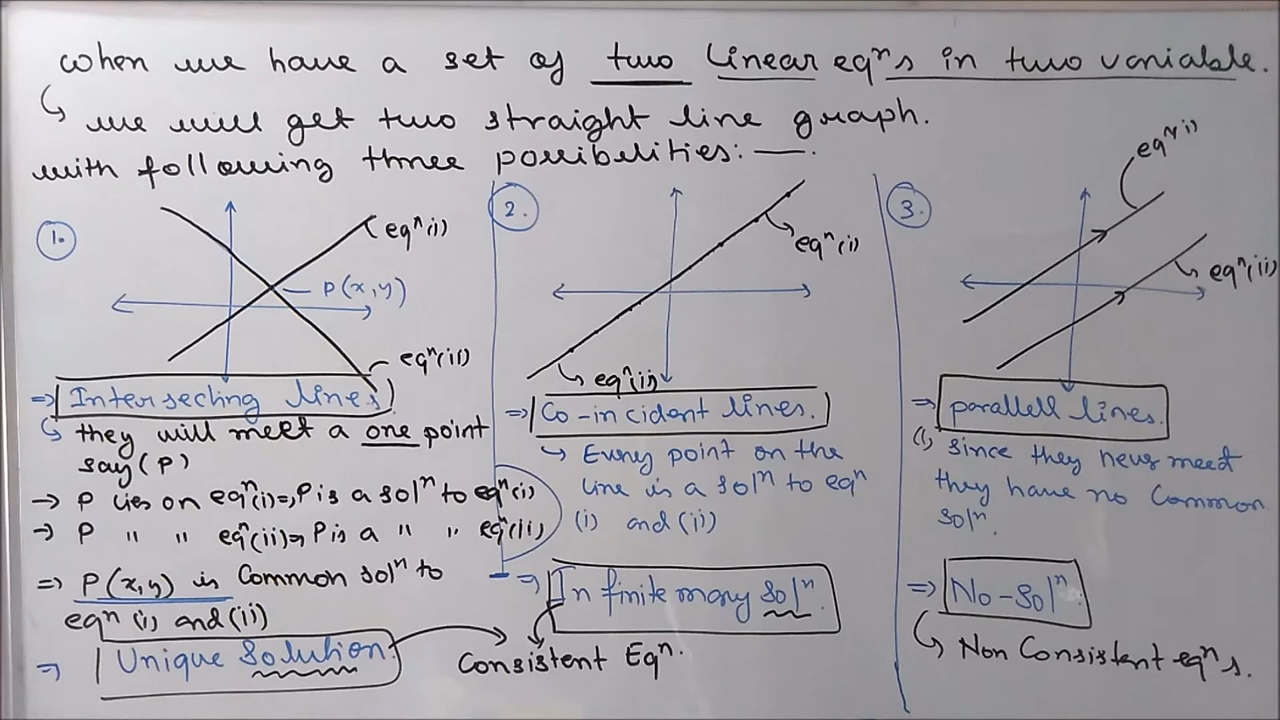 when we have a set of two linear eqⁿs in two variable.
↳ we will get two straight line graph.
with following three possibilities: —.
1.
eqⁿ(i)
P(x,y)
eqⁿ(ii)
⇒ Intersecting lines
↳ they will meet a one point
say (P)
→ P lies on eqⁿ(i)⇒, P is a solⁿ to eqⁿ(i)
→ P " " eqⁿ(ii)⇒ P is a " " eqⁿ(ii)
⇒ P(x,y) is Common solⁿ to
eqⁿ (i) and (ii)
⇒ Unique Solution.
2.
eqⁿ(i)
eqⁿ(ii)
⇒ Co-incident lines.
↳ Every point on the
line is a solⁿ to eqⁿ
(i) and (ii)
⇒ Infinite many solⁿ.
Consistent Eqⁿ.
3.
eqⁿ(i)
eqⁿ(ii)
⇒ parallell lines.
↳ since they never meet
they have no Common
solⁿ.
⇒ No-solⁿ.
↳ Non Consistent eqⁿs.